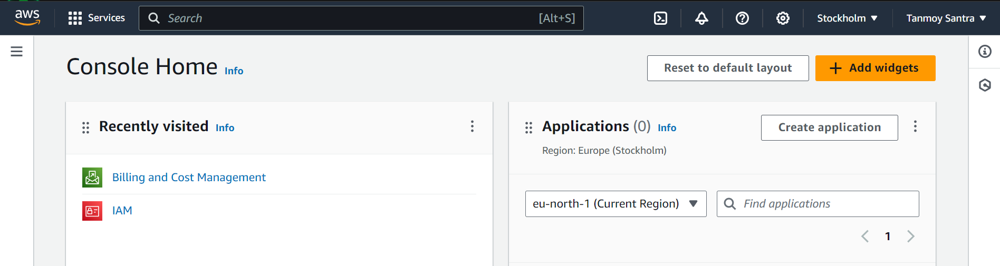 aws
Services
Search
[Alt+S]
Stockholm
Tanmoy Santra
Console Home Info
Reset to default layout
Add widgets
Recently visited Info
Billing and Cost Management
IAM
Applications (0) Info
Create application
Region: Europe (Stockholm)
eu-north-1 (Current Region)
Find applications
1